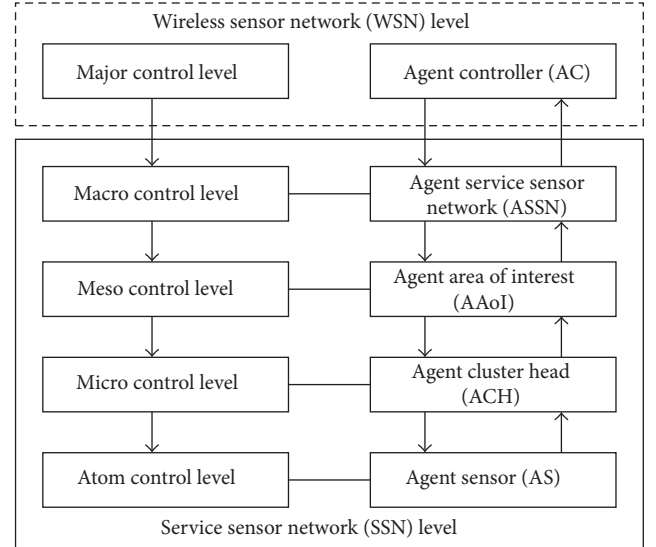 Wireless sensor network (WSN) level
Major control level
Agent controller (AC)
Macro control level
Agent service sensor
network (ASSN)
Meso control level
Agent area of interest
(AAoI)
Micro control level
Agent cluster head
(ACH)
Atom control level
Agent sensor (AS)
Service sensor network (SSN) level